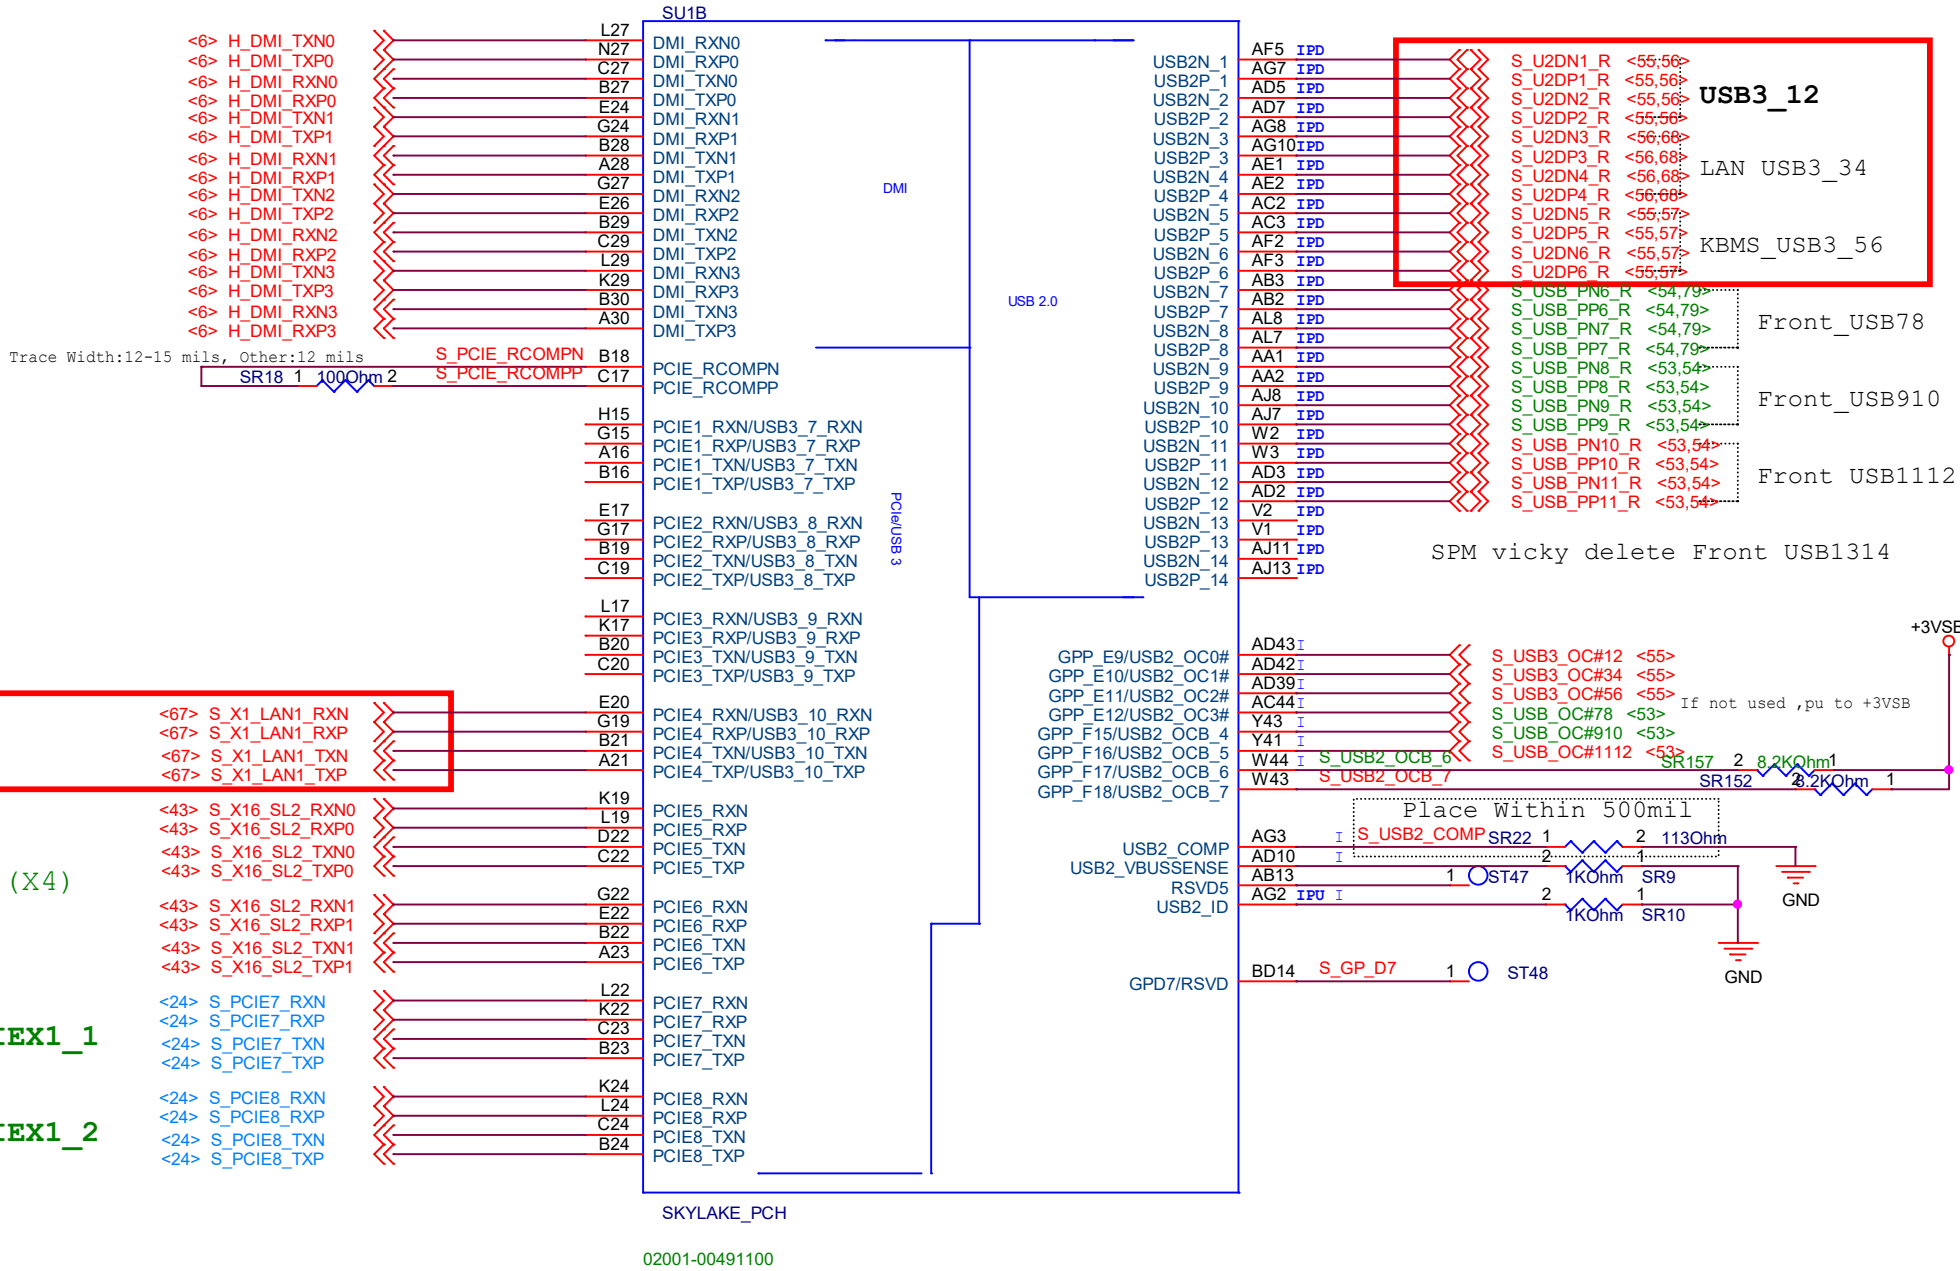 SU1B
<6> H_DMI_TXN0 L27 DMI_RXN0
<6> H_DMI_TXP0 N27 DMI_RXP0
<6> H_DMI_RXN0 C27 DMI_TXN0
<6> H_DMI_RXP0 B27 DMI_TXP0
<6> H_DMI_TXN1 E24 DMI_RXN1
<6> H_DMI_TXP1 G24 DMI_RXP1
<6> H_DMI_RXN1 B28 DMI_TXN1
<6> H_DMI_RXP1 A28 DMI_TXP1
<6> H_DMI_TXN2 G27 DMI_RXN2
<6> H_DMI_TXP2 E26 DMI_RXP2
<6> H_DMI_RXN2 B29 DMI_TXN2
<6> H_DMI_RXP2 C29 DMI_TXP2
<6> H_DMI_TXN3 L29 DMI_RXN3
<6> H_DMI_TXP3 K29 DMI_RXP3
<6> H_DMI_RXN3 B30 DMI_TXN3
<6> H_DMI_RXP3 A30 DMI_TXP3
Trace Width:12-15 mils, Other:12 mils
S_PCIE_RCOMPN B18 PCIE_RCOMPN
SR18 1 100Ohm 2 S_PCIE_RCOMPP C17 PCIE_RCOMPP
H15 PCIE1_RXN/USB3_7_RXN
G15 PCIE1_RXP/USB3_7_RXP
A16 PCIE1_TXN/USB3_7_TXN
B16 PCIE1_TXP/USB3_7_TXP
E17 PCIE2_RXN/USB3_8_RXN
G17 PCIE2_RXP/USB3_8_RXP
B19 PCIE2_TXN/USB3_8_TXN
C19 PCIE2_TXP/USB3_8_TXP
L17 PCIE3_RXN/USB3_9_RXN
K17 PCIE3_RXP/USB3_9_RXP
B20 PCIE3_TXN/USB3_9_TXN
C20 PCIE3_TXP/USB3_9_TXP
<67> S_X1_LAN1_RXN E20 PCIE4_RXN/USB3_10_RXN
<67> S_X1_LAN1_RXP G19 PCIE4_RXP/USB3_10_RXP
<67> S_X1_LAN1_TXN B21 PCIE4_TXN/USB3_10_TXN
<67> S_X1_LAN1_TXP A21 PCIE4_TXP/USB3_10_TXP
<43> S_X16_SL2_RXN0 K19 PCIE5_RXN
<43> S_X16_SL2_RXP0 L19 PCIE5_RXP
<43> S_X16_SL2_TXN0 D22 PCIE5_TXN
<43> S_X16_SL2_TXP0 C22 PCIE5_TXP
(X4)
<43> S_X16_SL2_RXN1 G22 PCIE6_RXN
<43> S_X16_SL2_RXP1 E22 PCIE6_RXP
<43> S_X16_SL2_TXN1 B22 PCIE6_TXN
<43> S_X16_SL2_TXP1 A23 PCIE6_TXP
<24> S_PCIE7_RXN L22 PCIE7_RXN
<24> S_PCIE7_RXP K22 PCIE7_RXP
IEX1_1
<24> S_PCIE7_TXN C23 PCIE7_TXN
<24> S_PCIE7_TXP B23 PCIE7_TXP
<24> S_PCIE8_RXN K24 PCIE8_RXN
<24> S_PCIE8_RXP L24 PCIE8_RXP
IEX1_2
<24> S_PCIE8_TXN C24 PCIE8_TXN
<24> S_PCIE8_TXP B24 PCIE8_TXP
DMI
USB 2.0
PCIe/USB 3
USB2N_1 AF5 IPD S_U2DN1_R <55,56>
USB2P_1 AG7 IPD S_U2DP1_R <55,56>
USB2N_2 AD5 IPD S_U2DN2_R <55,56>
USB2P_2 AD7 IPD S_U2DP2_R <55,56>
USB3_12
USB2N_3 AG8 IPD S_U2DN3_R <56,68>
USB2P_3 AG10 IPD S_U2DP3_R <56,68>
USB2N_4 AE1 IPD S_U2DN4_R <56,68>
USB2P_4 AE2 IPD S_U2DP4_R <56,68>
LAN USB3_34
USB2N_5 AC2 IPD S_U2DN5_R <55,57>
USB2P_5 AC3 IPD S_U2DP5_R <55,57>
USB2N_6 AF2 IPD S_U2DN6_R <55,57>
USB2P_6 AF3 IPD S_U2DP6_R <55,57>
KBMS_USB3_56
USB2N_7 AB3 IPD S_USB_PN6_R <54,79>
USB2P_7 AB2 IPD S_USB_PP6_R <54,79>
USB2N_8 AL8 IPD S_USB_PN7_R <54,79>
USB2P_8 AL7 IPD S_USB_PP7_R <54,79>
Front_USB78
USB2N_9 AA1 IPD S_USB_PN8_R <53,54>
USB2P_9 AA2 IPD S_USB_PP8_R <53,54>
USB2N_10 AJ8 IPD S_USB_PN9_R <53,54>
USB2P_10 AJ7 IPD S_USB_PP9_R <53,54>
Front_USB910
USB2N_11 W2 IPD S_USB_PN10_R <53,54>
USB2P_11 W3 IPD S_USB_PP10_R <53,54>
USB2N_12 AD3 IPD S_USB_PN11_R <53,54>
USB2P_12 AD2 IPD S_USB_PP11_R <53,54>
Front USB1112
USB2N_13 V2 IPD
USB2P_13 V1 IPD
USB2N_14 AJ11 IPD
USB2P_14 AJ13 IPD
SPM vicky delete Front USB1314
+3VSB
GPP_E9/USB2_OC0# AD43 I S_USB3_OC#12 <55>
GPP_E10/USB2_OC1# AD42 I S_USB3_OC#34 <55>
GPP_E11/USB2_OC2# AD39 I S_USB3_OC#56 <55>
GPP_E12/USB2_OC3# AC44 I S_USB_OC#78 <53>
If not used ,pu to +3VSB
GPP_F15/USB2_OCB_4 Y43 I S_USB_OC#910 <53>
GPP_F16/USB2_OCB_5 Y41 I S_USB_OC#1112 <53>
GPP_F17/USB2_OCB_6 W44 I S_USB2_OCB_6 SR157 2 8.2KOhm 1
GPP_F18/USB2_OCB_7 W43 S_USB2_OCB_7 SR152 2 8.2KOhm 1
Place Within 500mil
USB2_COMP AG3 I S_USB2_COMP SR22 1 2 113Ohm
USB2_VBUSSENSE AD10 I 2 1KOhm 1 SR9
RSVD5 AB13 1 ST47
USB2_ID AG2 IPU I 2 1KOhm 1 SR10
GND
GND
GPD7/RSVD BD14 S_GP_D7 1 ST48
SKYLAKE_PCH
02001-00491100